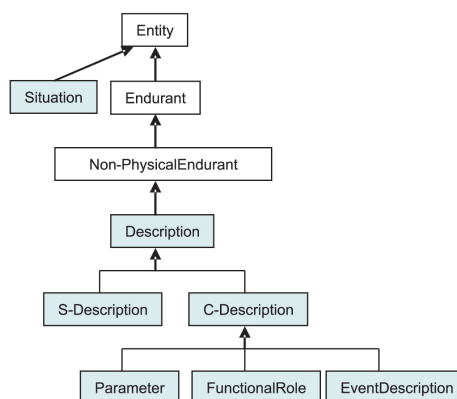 Entity
Situation
Endurant
Non-PhysicalEndurant
Description
S-Description
C-Description
Parameter
FunctionalRole
EventDescription